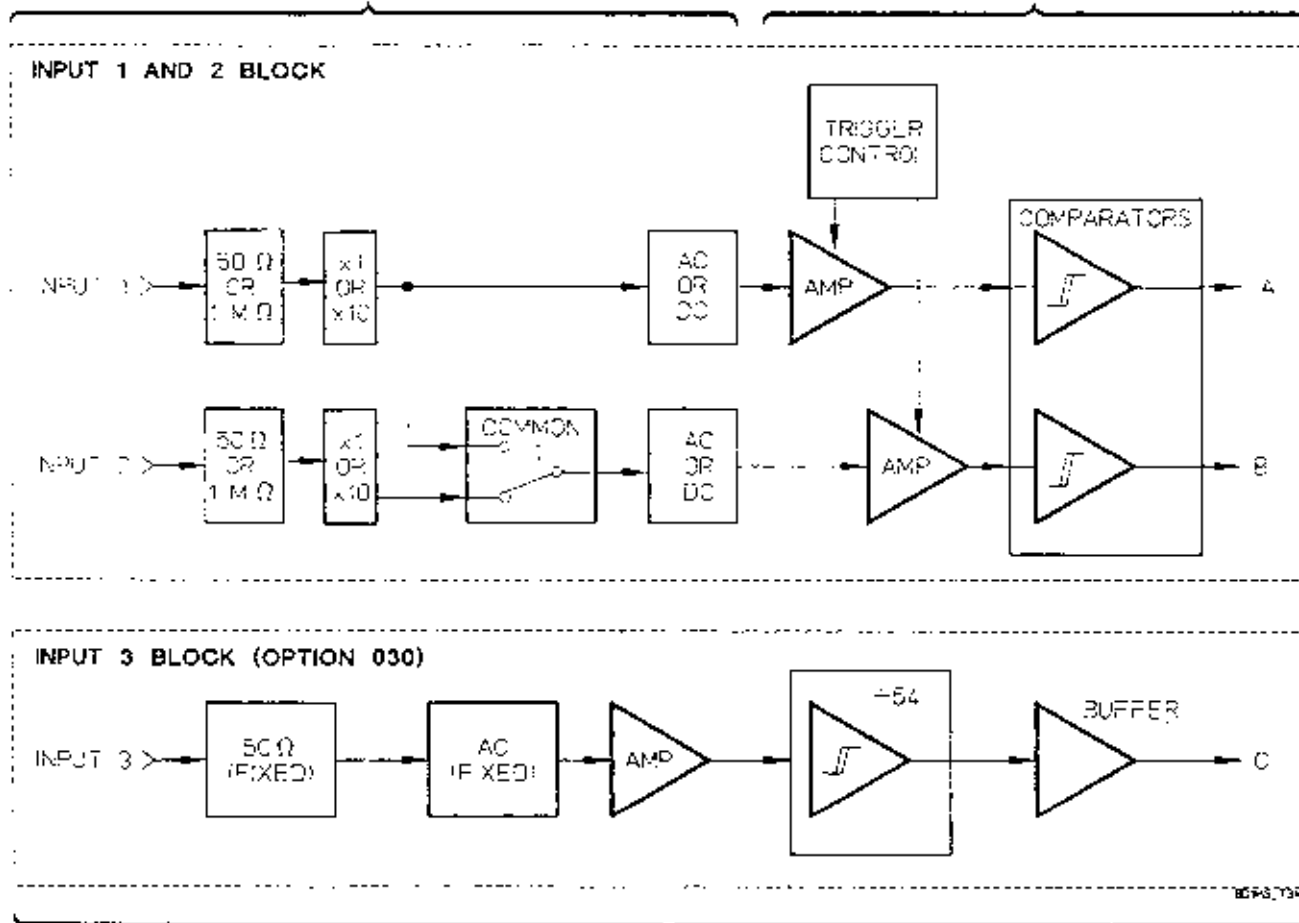 INPUT 1 AND 2 BLOCK
TRIGGER
CONTROL
COMPARATORS
INPUT 1
50 Ω
OR
1 MΩ
x1
OR
x10
AC
OR
DC
AMP
A
INPUT 2
50 Ω
OR
1 MΩ
x1
OR
x10
COMMON
AC
OR
DC
AMP
B
INPUT 3 BLOCK (OPTION 030)
INPUT 3
50 Ω
(FIXED)
AC
(FIXED)
AMP
÷64
BUFFER
C